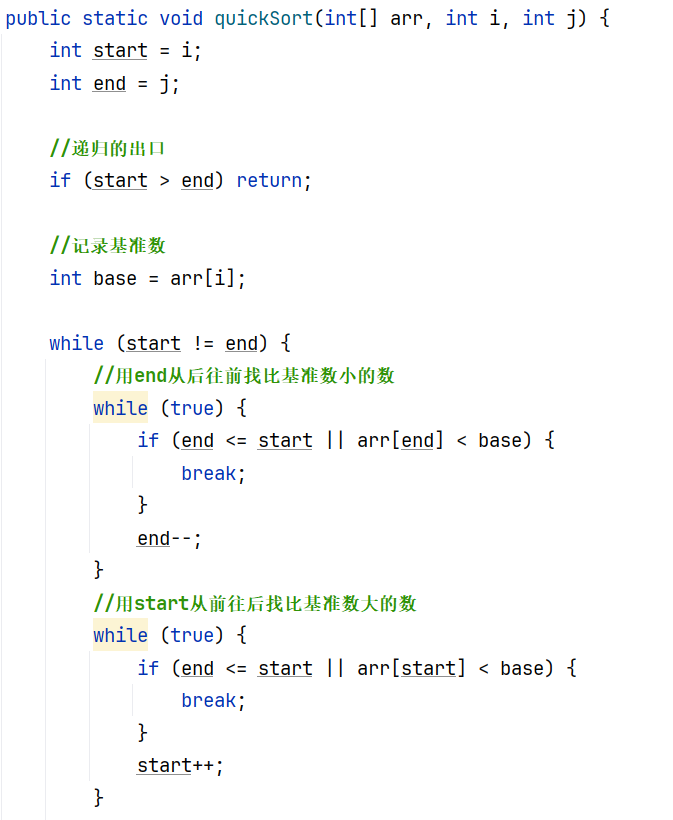 public static void quickSort(int[] arr, int i, int j) {
int start = i;
int end = j;
//递归的出口
if (start > end) return;
//记录基准数
int base = arr[i];
while (start != end) {
//用end从后往前找比基准数小的数
while (true) {
if (end <= start || arr[end] < base) {
break;
}
end--;
}
//用start从前往后找比基准数大的数
while (true) {
if (end <= start || arr[start] < base) {
break;
}
start++;
}